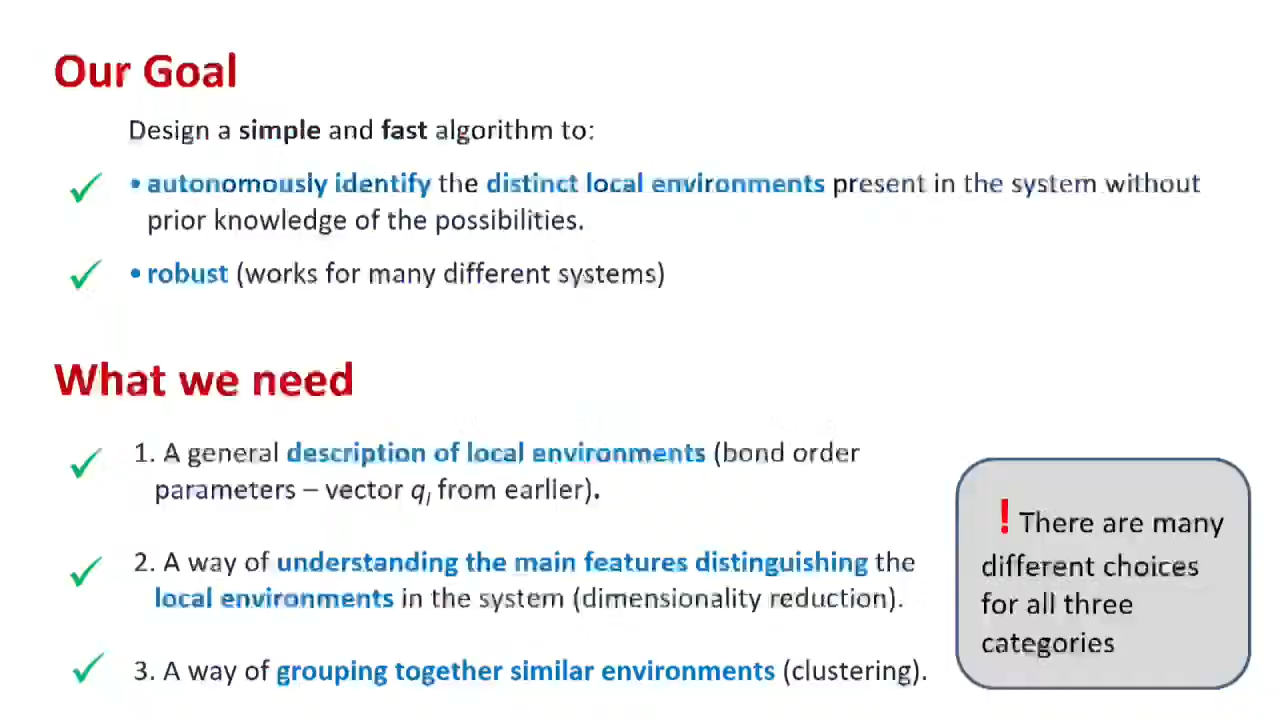 Our Goal
Design a simple and fast algorithm to:
✓ • autonomously identify the distinct local environments present in the system without
prior knowledge of the possibilities.
✓ • robust (works for many different systems)
What we need
✓ 1. A general description of local environments (bond order
parameters – vector qₗ from earlier).
✓ 2. A way of understanding the main features distinguishing the
local environments in the system (dimensionality reduction).
✓ 3. A way of grouping together similar environments (clustering).
! There are many
different choices
for all three
categories